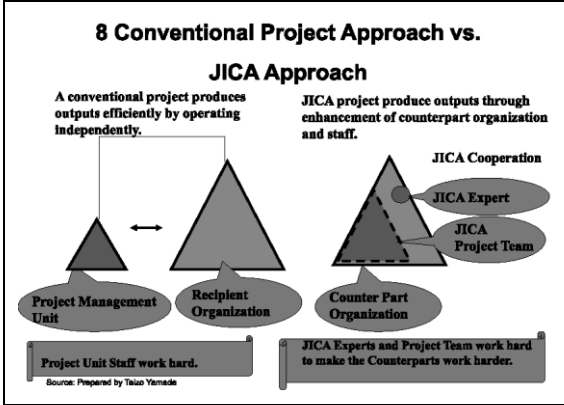 8 Conventional Project Approach vs.
JICA Approach
A conventional project produces
outputs efficiently by operating
independently.
JICA project produce outputs through
enhancement of counterpart organization
and staff.
JICA Cooperation
JICA Expert
JICA
Project Team
Project Management
Unit
Recipient
Organization
Counter Part
Organization
Project Unit Staff work hard.
JICA Experts and Project Team work hard
to make the Counterparts work harder.
Source: Prepared by Taizo Yamada